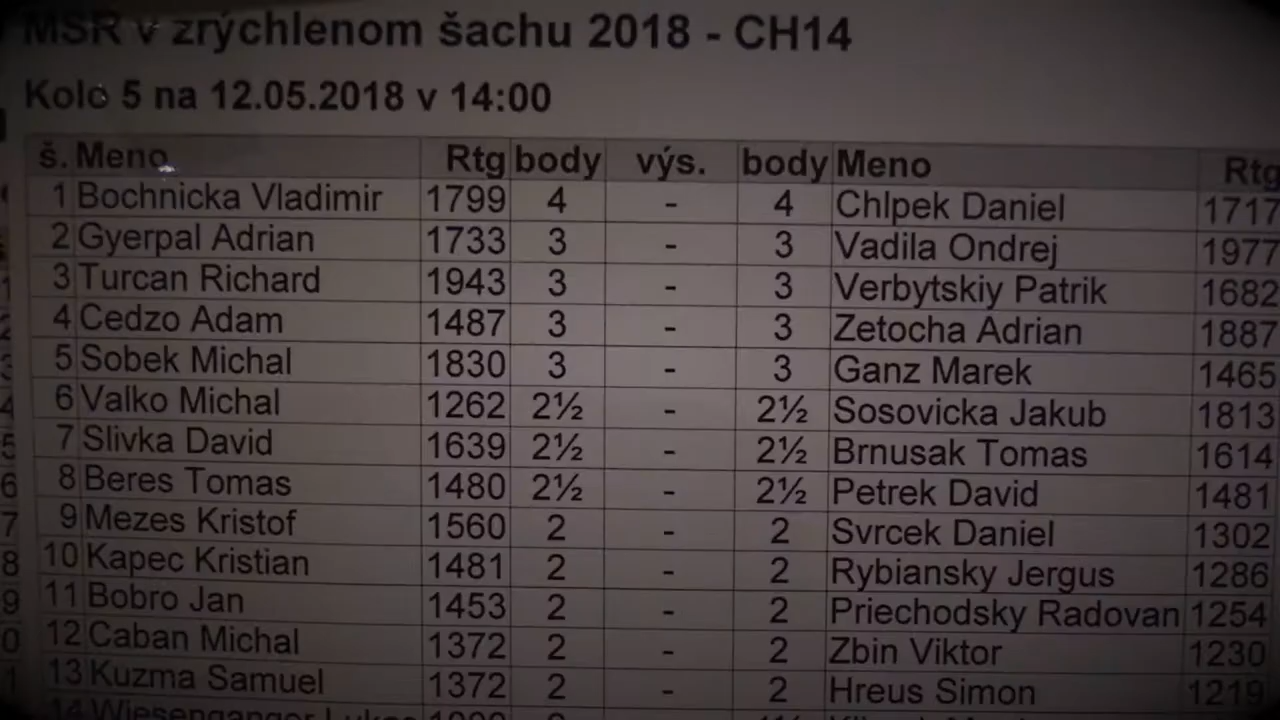 MSR v zrýchlenom šachu 2018 - CH14
Kolo 5 na 12.05.2018 v 14:00
š. Meno Rtg body výs. body Meno Rtg
1 Bochnicka Vladimir 1799 4 - 4 Chlpek Daniel 1717
2 Gyerpal Adrian 1733 3 - 3 Vadila Ondrej 1977
3 Turcan Richard 1943 3 - 3 Verbytskiy Patrik 1682
4 Cedzo Adam 1487 3 - 3 Zetocha Adrian 1887
5 Sobek Michal 1830 3 - 3 Ganz Marek 1465
6 Valko Michal 1262 2½ - 2½ Sosovicka Jakub 1813
7 Slivka David 1639 2½ - 2½ Brnusak Tomas 1614
8 Beres Tomas 1480 2½ - 2½ Petrek David 1481
9 Mezes Kristof 1560 2 - 2 Svrcek Daniel 1302
10 Kapec Kristian 1481 2 - 2 Rybiansky Jergus 1286
11 Bobro Jan 1453 2 - 2 Priechodsky Radovan 1254
12 Caban Michal 1372 2 - 2 Zbin Viktor 1230
13 Kuzma Samuel 1372 2 - 2 Hreus Simon 1219
14 Wiesenganger